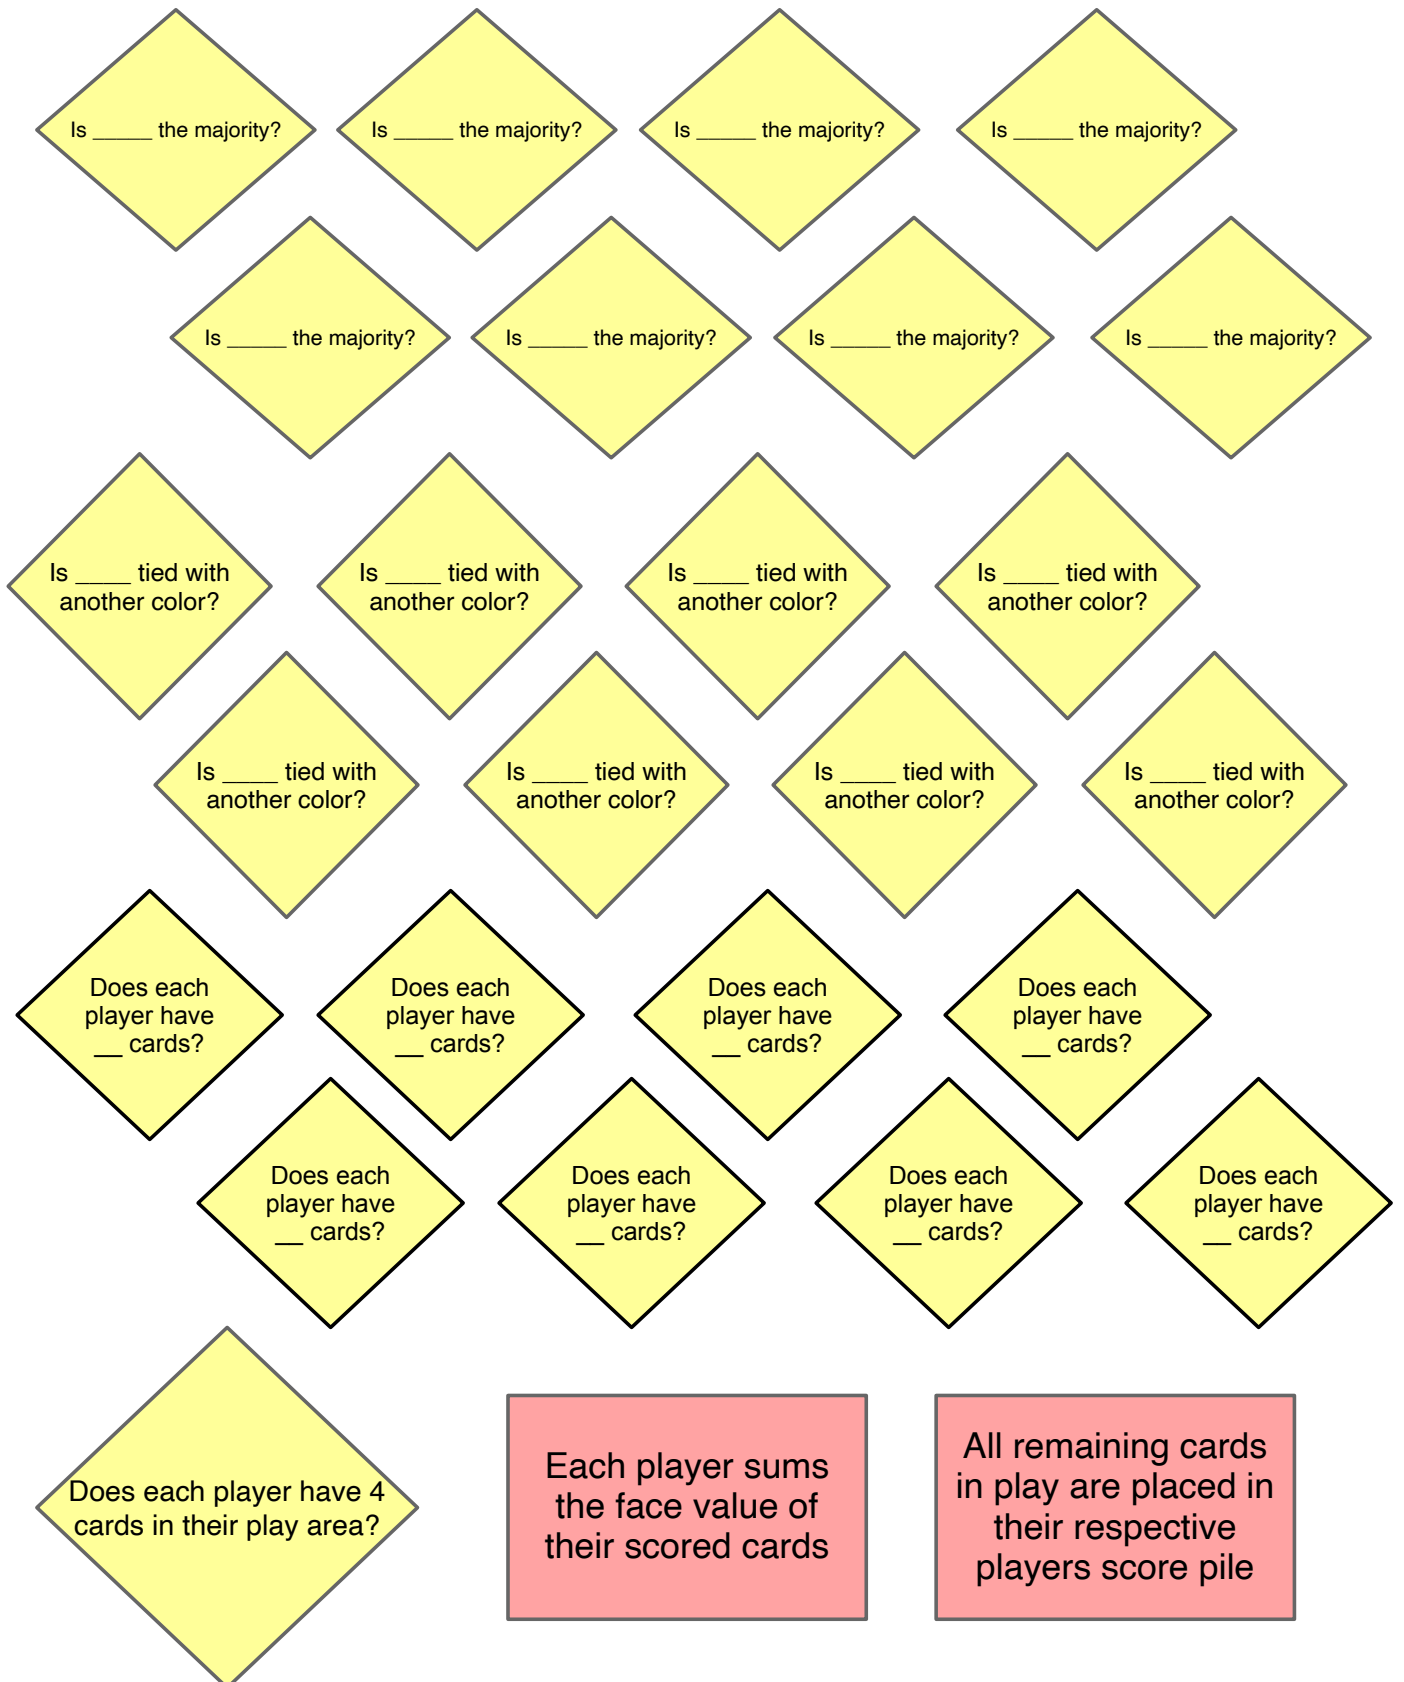 Is _____ the majority?
Is _____ the majority?
Is _____ the majority?
Is _____ the majority?
Is _____ the majority?
Is _____ the majority?
Is _____ the majority?
Is _____ the majority?
Is ____ tied with
another color?
Is ____ tied with
another color?
Is ____ tied with
another color?
Is ____ tied with
another color?
Is ____ tied with
another color?
Is ____ tied with
another color?
Is ____ tied with
another color?
Is ____ tied with
another color?
Does each
player have
__ cards?
Does each
player have
__ cards?
Does each
player have
__ cards?
Does each
player have
__ cards?
Does each
player have
__ cards?
Does each
player have
__ cards?
Does each
player have
__ cards?
Does each
player have
__ cards?
Does each player have 4
cards in their play area?
Each player sums
the face value of
their scored cards
All remaining cards
in play are placed in
their respective
players score pile